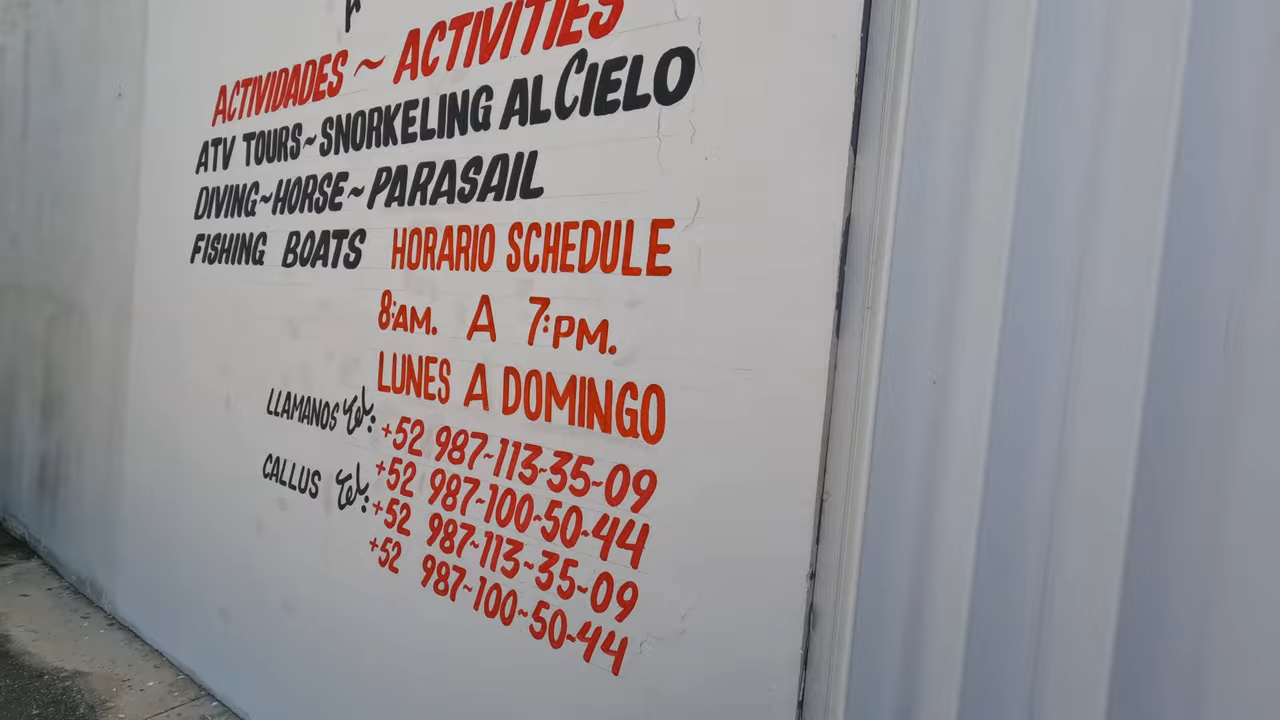 ACTIVIDADES ~ ACTIVITIES
ATV TOURS~SNORKELING AL CIELO
DIVING~HORSE~PARASAIL
FISHING BOATS HORARIO SCHEDULE
8:AM. A 7:PM.
LUNES A DOMINGO
LLAMANOS Tel: +52 987-113-35-09
+52 987-100-50-44
CALLUS Tel: +52 987-113-35-09
+52 987-100-50-44